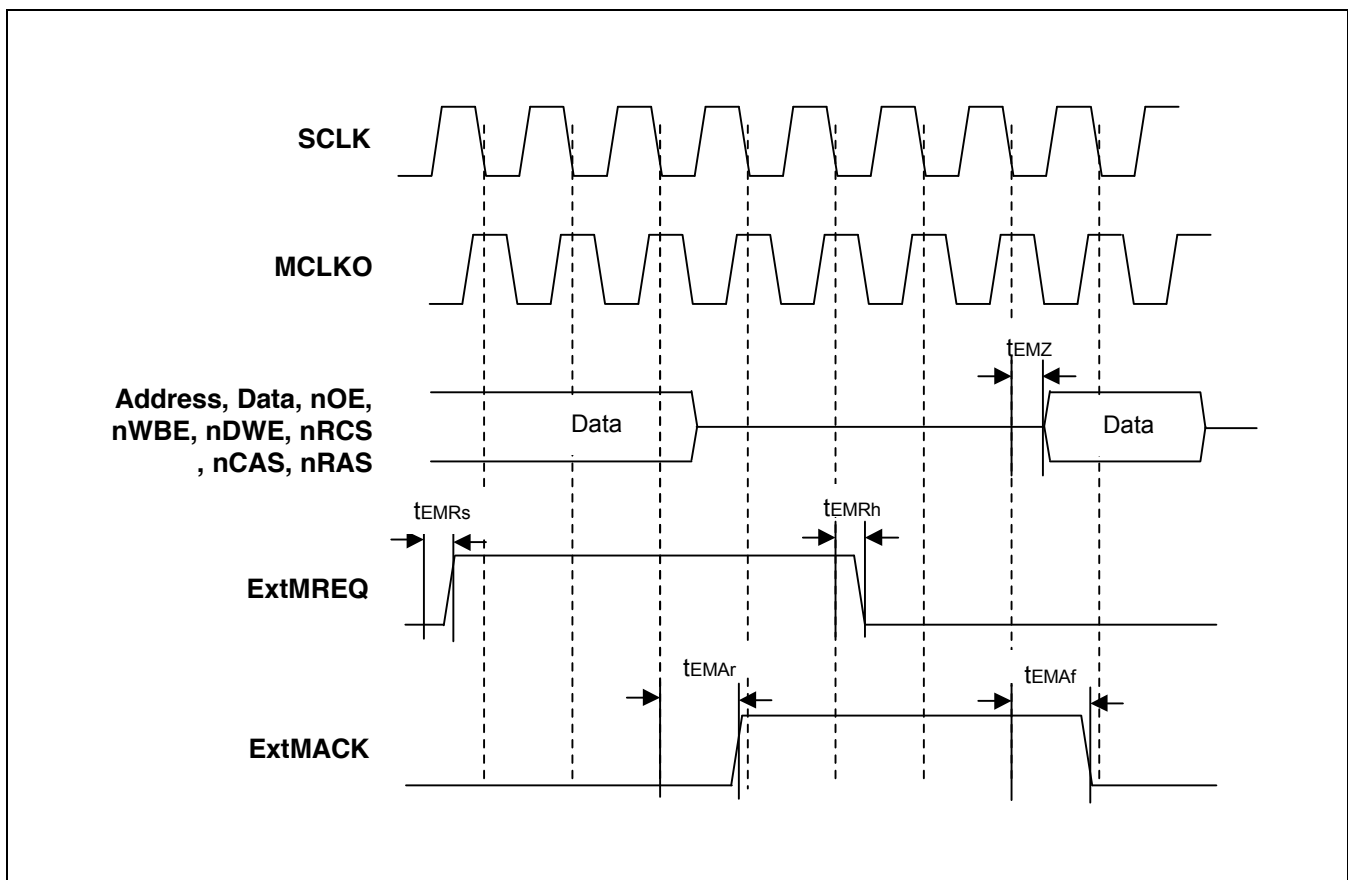 SCLK
MCLKO
tEMZ
Address, Data, nOE,
nWBE, nDWE, nRCS
, nCAS, nRAS
Data
Data
tEMRs
tEMRh
ExtMREQ
tEMAr
tEMAf
ExtMACK